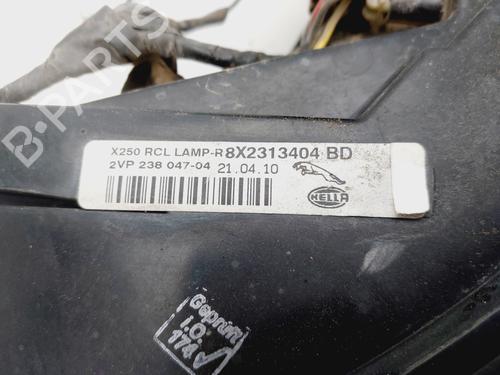 X250 RCL LAMP-R 8X2313404 BD
2VP 238 047-04 21.04.10
HELLA
Geprüft
i.O.
174
B-PARTS